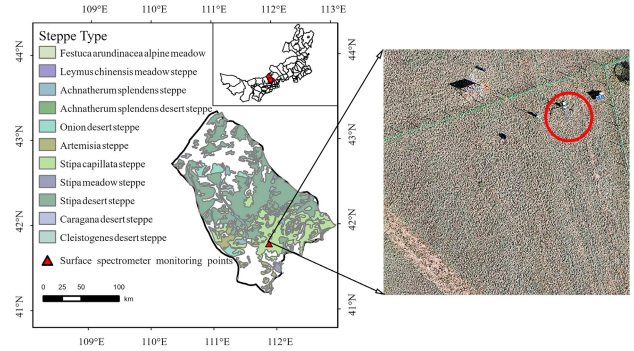 109°E 110°E 111°E 112°E 113°E
44°N
44°N
Steppe Type
Festuca arundinacea alpine meadow
Leymus chinensis meadow steppe
Achnatherum splendens steppe
Achnatherum splendens desert steppe
Onion desert steppe
Artemisia steppe
Stipa capillata steppe
Stipa meadow steppe
Stipa desert steppe
Caragana desert steppe
Cleistogenes desert steppe
Surface spectrometer monitoring points
43°N
43°N
42°N
42°N
41°N
41°N
0 25 50 100
km
109°E 110°E 111°E 112°E